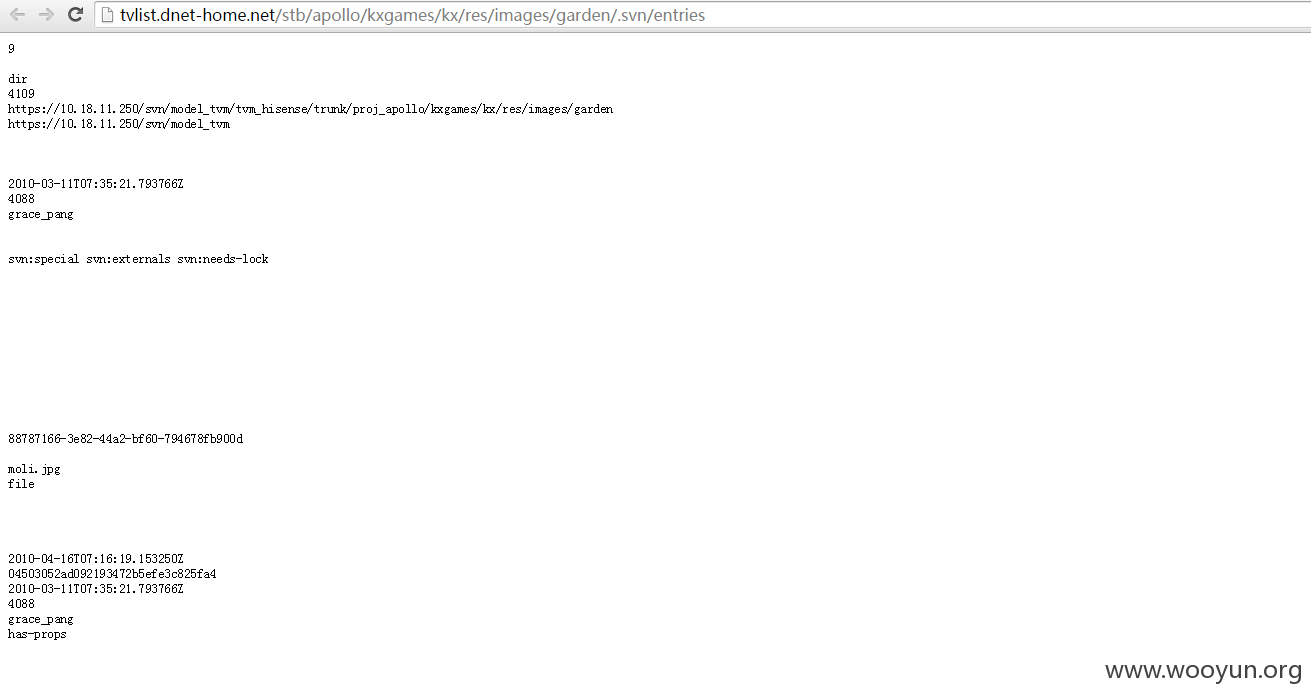 tvlist.dnet-home.net/stb/apollo/kxgames/kx/res/images/garden/.svn/entries
9
dir
4109
https://10.18.11.250/svn/model_tvm/tvm_hisense/trunk/proj_apollo/kxgames/kx/res/images/garden
https://10.18.11.250/svn/model_tvm
2010-03-11T07:35:21.793766Z
4088
grace_pang
svn:special svn:externals svn:needs-lock
88787166-3e82-44a2-bf60-794678fb900d
moli.jpg
file
2010-04-16T07:16:19.153250Z
04503052ad092193472b5efe3c825fa4
2010-03-11T07:35:21.793766Z
4088
grace_pang
has-props
www.wooyun.org